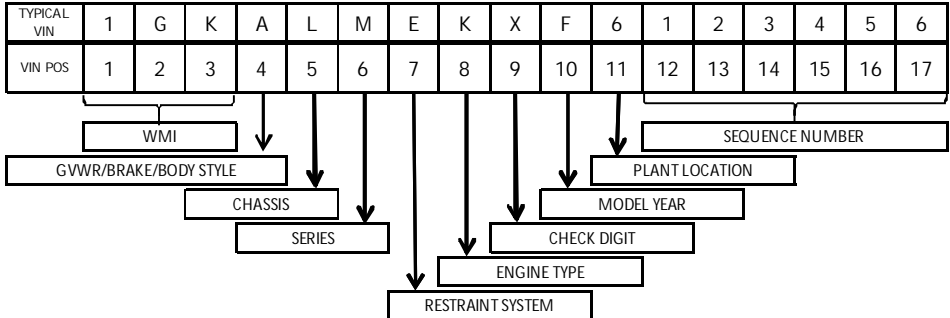 TYPICAL VIN 1 G K A L M E K X F 6 1 2 3 4 5 6
VIN POS 1 2 3 4 5 6 7 8 9 10 11 12 13 14 15 16 17
WMI SEQUENCE NUMBER
GVWR/BRAKE/BODY STYLE PLANT LOCATION
CHASSIS MODEL YEAR
SERIES CHECK DIGIT
ENGINE TYPE
RESTRAINT SYSTEM